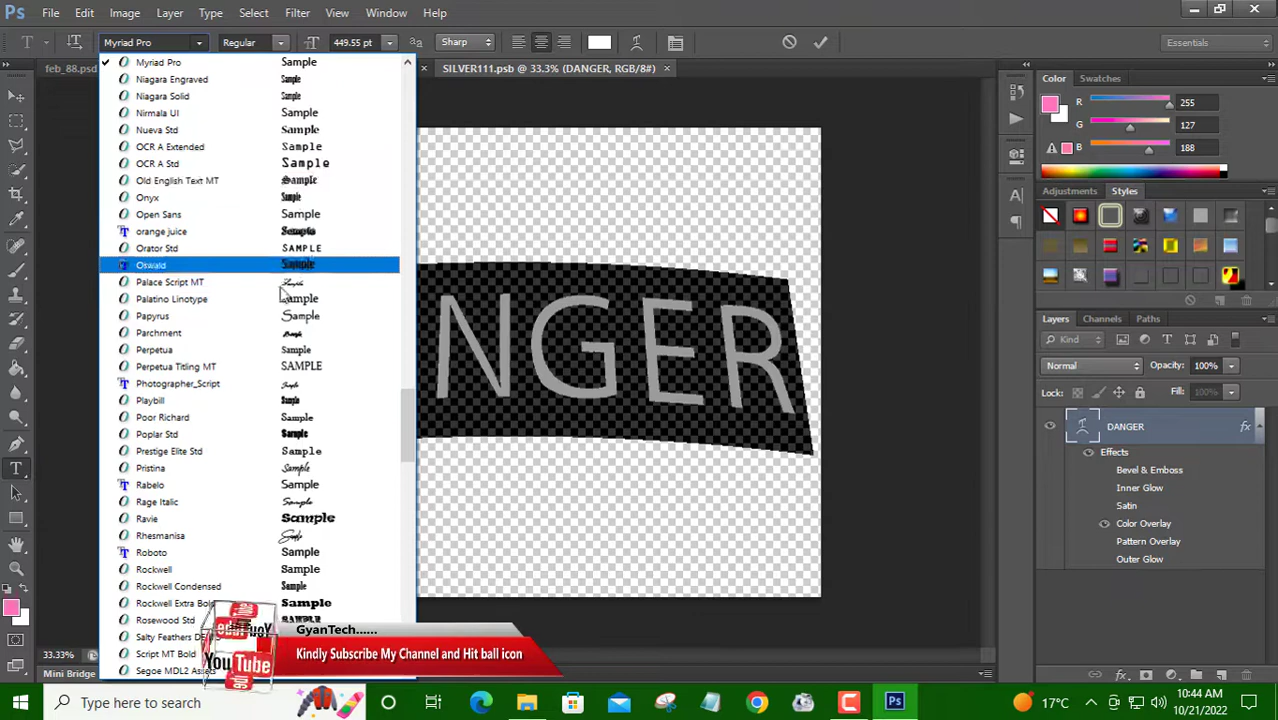 Ps File Edit Image Layer Type Select Filter View Window Help
Myriad Pro Regular 449.55 pt Sharp Essentials
feb_88.psd SILVER111.psb @ 33.3% (DANGER, RGB/8#) ×
Myriad Pro Sample
Niagara Engraved Sample
Niagara Solid Sample
Nirmala UI Sample
Nueva Std Sample
OCR A Extended Sample
OCR A Std Sample
Old English Text MT Sample
Onyx Sample
Open Sans Sample
orange juice Sample
Orator Std SAMPLE
Oswald Sample
Palace Script MT Sample
Palatino Linotype Sample
Papyrus Sample
Parchment Sample
Perpetua Sample
Perpetua Titling MT SAMPLE
Photographer_Script Sample
Playbill Sample
Poor Richard Sample
Poplar Std Sample
Prestige Elite Std Sample
Pristina Sample
Rabelo Sample
Rage Italic Sample
Ravie Sample
Rhesmanisa Sample
Roboto Sample
Rockwell Sample
Rockwell Condensed Sample
Rockwell Extra Bold Sample
Rosewood Std SAMPLE
Salty Feathers
Script MT Bold
Segoe MDL2 Assets
NGER
Color Swatches
R 255
G 127
B 188
Adjustments Styles
Layers Channels Paths
Kind
Normal Opacity: 100%
Lock: Fill: 100%
DANGER fx
Effects
Bevel & Emboss
Inner Glow
Satin
Color Overlay
Pattern Overlay
Outer Glow
33.33%
Mini Bridge
You Tube
GyanTech......
Kindly Subscribe My Channel and Hit ball icon
Type here to search
17°C
10:44 AM
10/21/2022